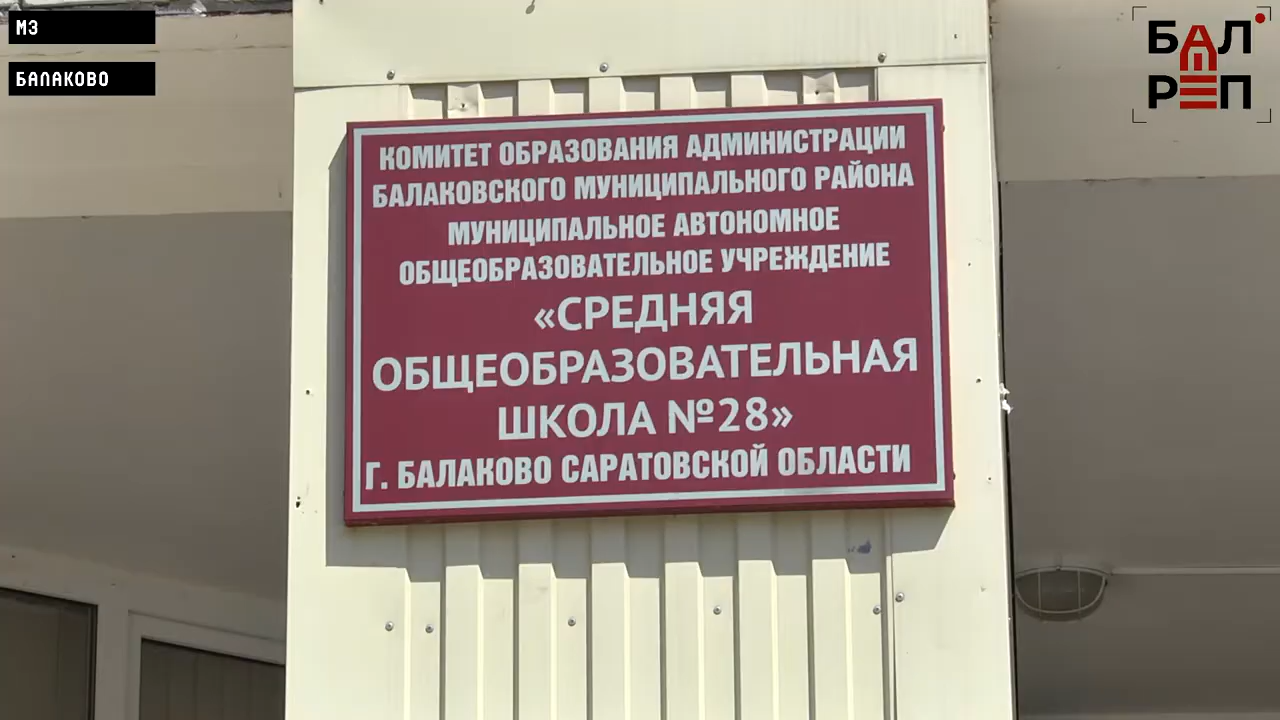 МЗ
БАЛАКОВО
БАЛ
РЕП
КОМИТЕТ ОБРАЗОВАНИЯ АДМИНИСТРАЦИИ
БАЛАКОВСКОГО МУНИЦИПАЛЬНОГО РАЙОНА
МУНИЦИПАЛЬНОЕ АВТОНОМНОЕ
ОБЩЕОБРАЗОВАТЕЛЬНОЕ УЧРЕЖДЕНИЕ
«СРЕДНЯЯ
ОБЩЕОБРАЗОВАТЕЛЬНАЯ
ШКОЛА №28»
Г. БАЛАКОВО САРАТОВСКОЙ ОБЛАСТИ